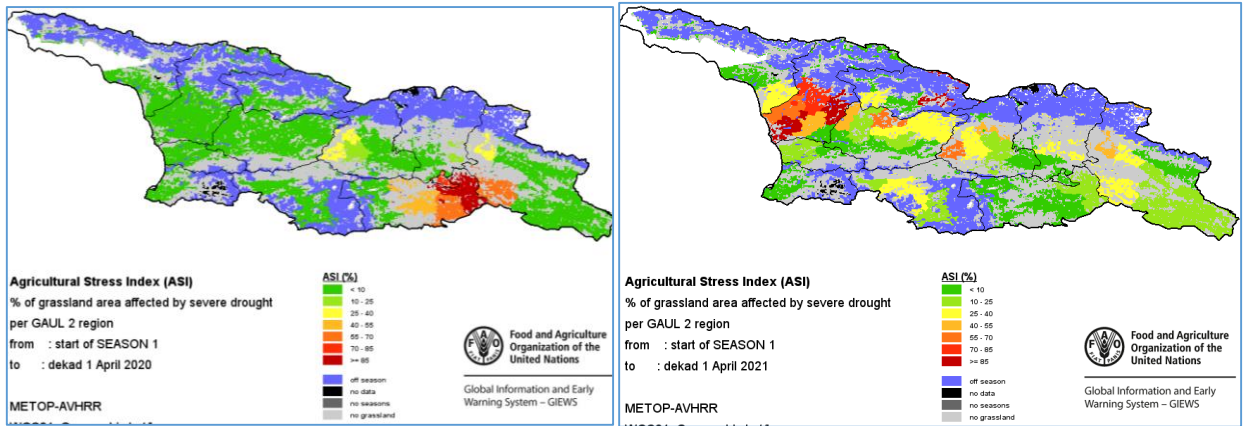 Agricultural Stress Index (ASI)
% of grassland area affected by severe drought
per GAUL 2 region
from : start of SEASON 1
to : dekad 1 April 2020
METOP-AVHRR
ASI (%)
< 10
10 - 25
25 - 40
40 - 55
55 - 70
70 - 85
>= 85
off season
no data
no seasons
no grassland
FAO
FIAT PANIS
Food and Agriculture
Organization of the
United Nations
Global Information and Early
Warning System – GIEWS
Agricultural Stress Index (ASI)
% of grassland area affected by severe drought
per GAUL 2 region
from : start of SEASON 1
to : dekad 1 April 2021
METOP-AVHRR
ASI (%)
< 10
10 - 25
25 - 40
40 - 55
55 - 70
70 - 85
>= 85
off season
no data
no seasons
no grassland
FAO
FIAT PANIS
Food and Agriculture
Organization of the
United Nations
Global Information and Early
Warning System – GIEWS